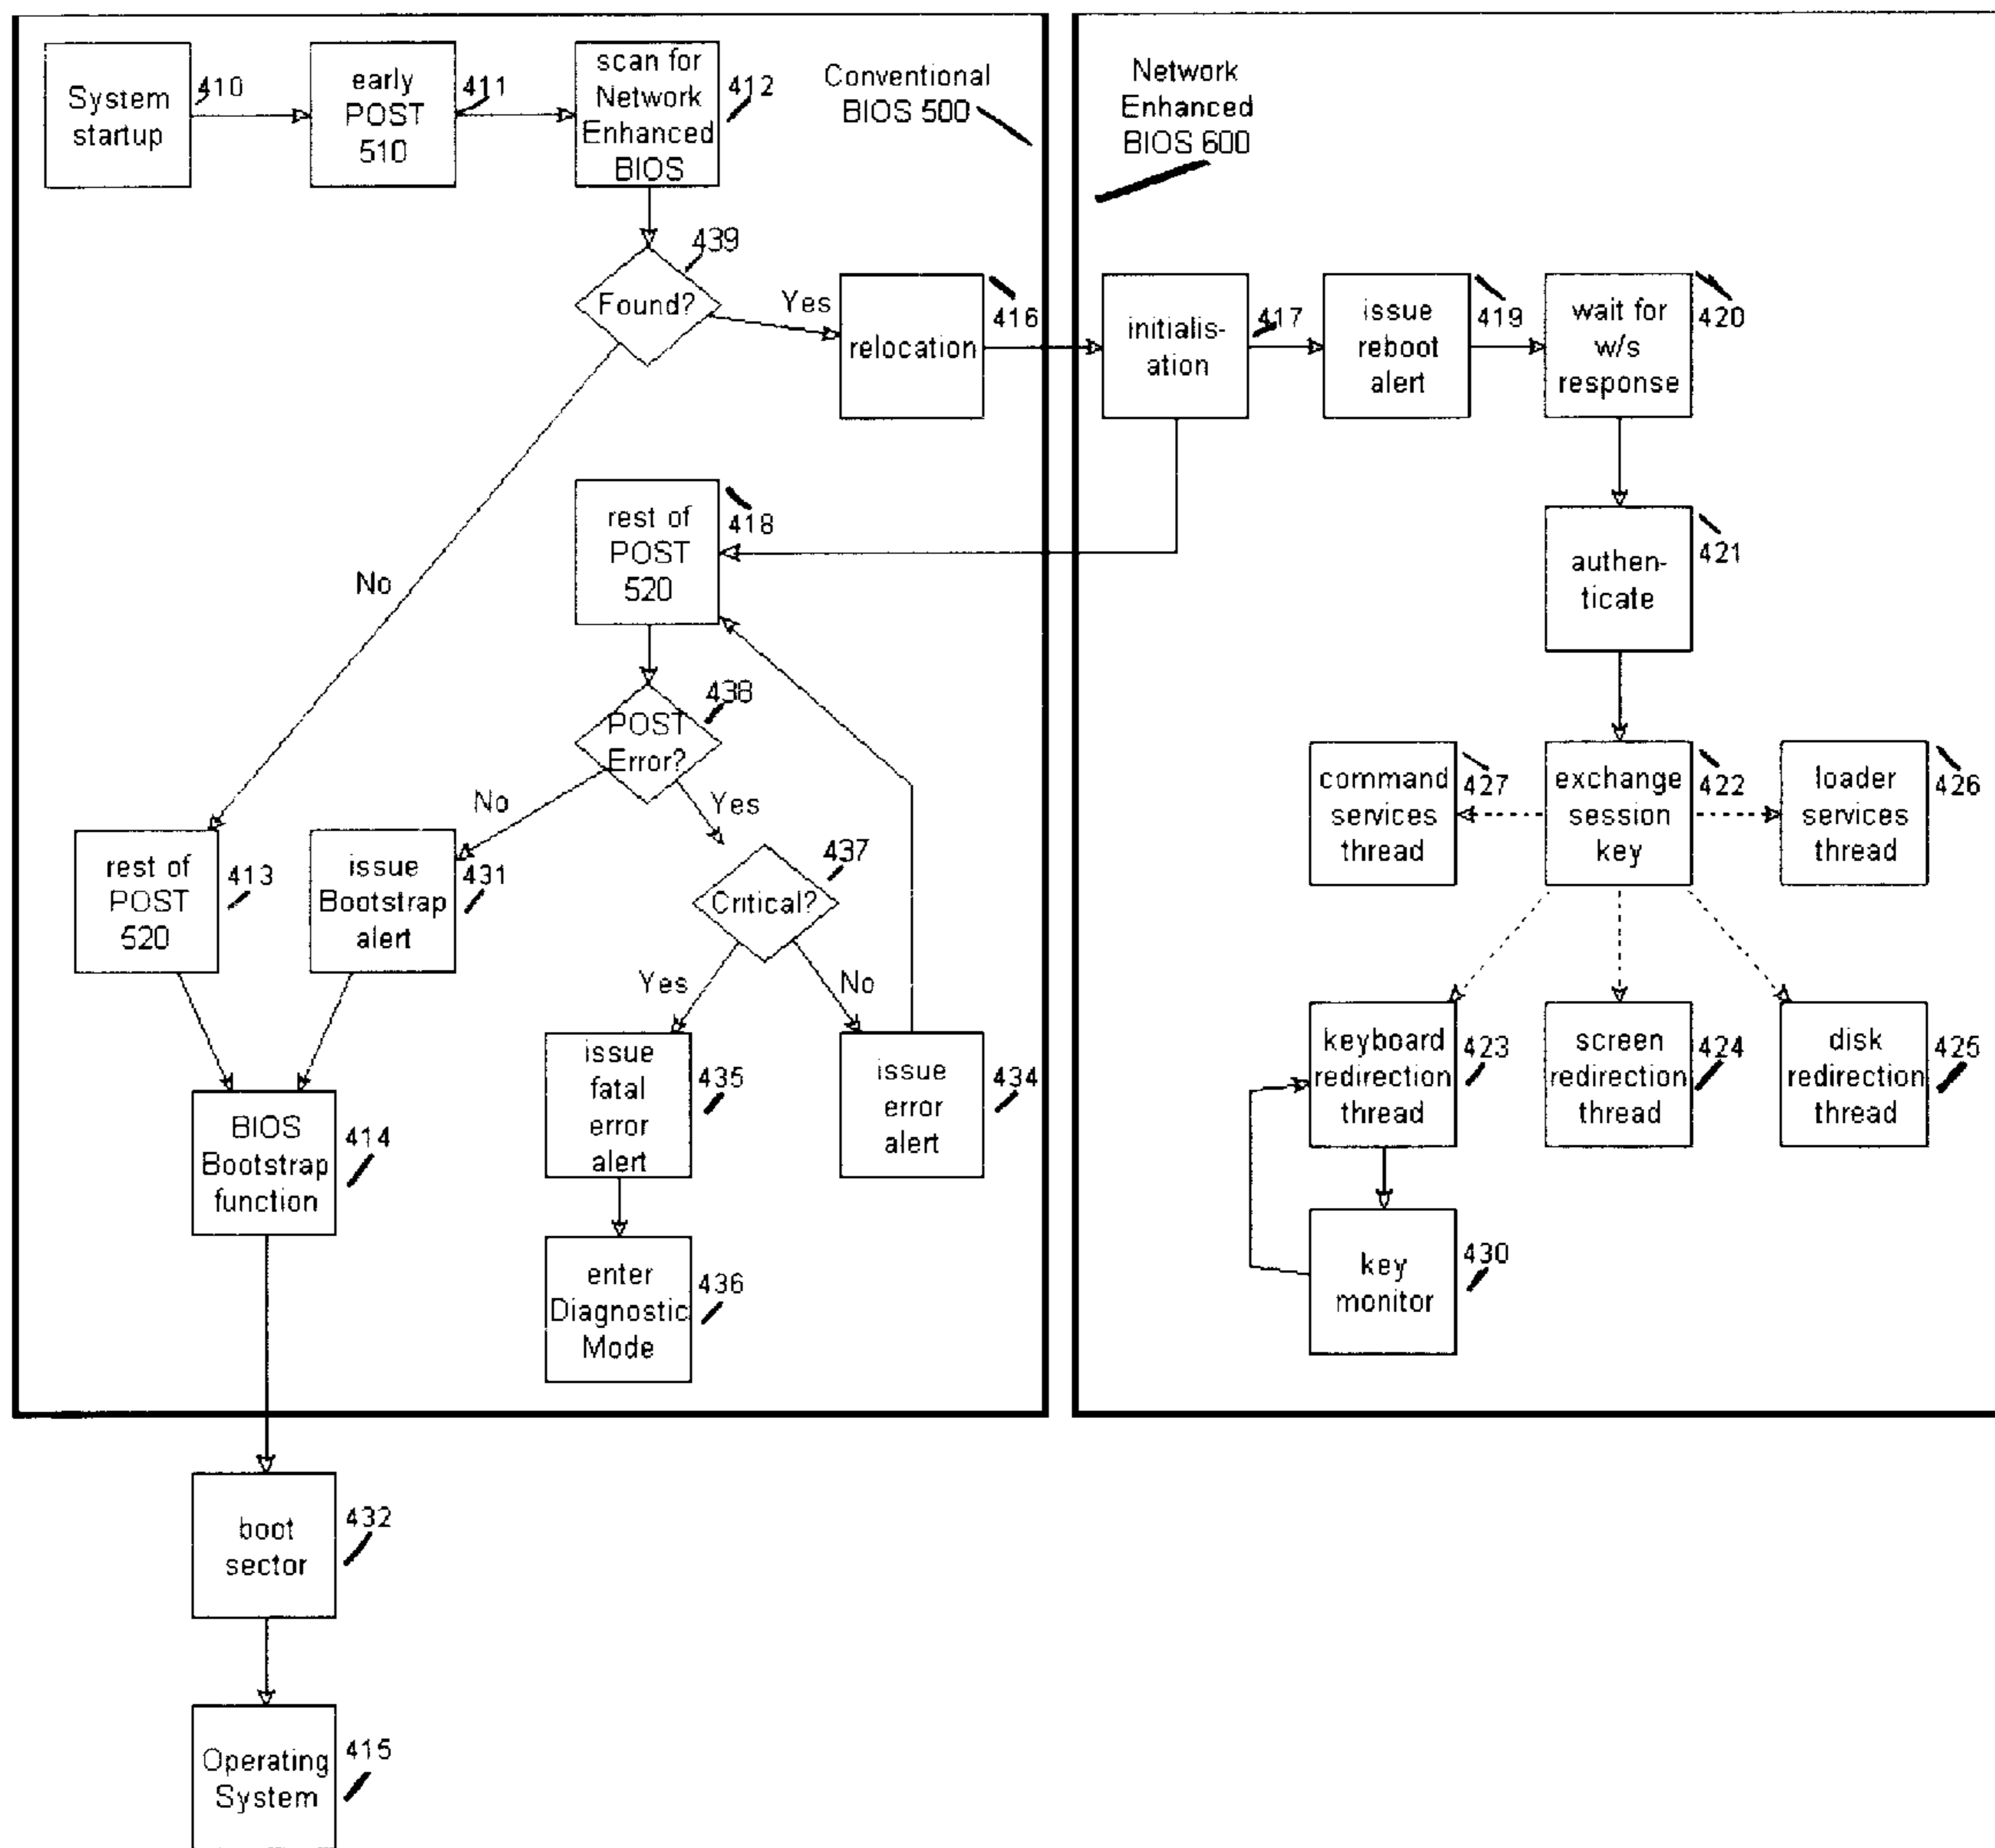 System
startup
410
early
POST
510
411
scan for
Network
Enhanced
BIOS
412
Conventional
BIOS 500
Network
Enhanced
BIOS 600
439
Found?
Yes
No
relocation
416
initialis-
ation
417
issue
reboot
alert
419
wait for
w/s
response
420
rest of
POST
520
418
authen-
ticate
421
POST
Error?
438
No
Yes
command
services
thread
427
exchange
session
key
422
loader
services
thread
426
rest of
POST
520
413
issue
Bootstrap
alert
431
Critical?
437
Yes
No
BIOS
Bootstrap
function
414
issue
fatal
error
alert
435
issue
error
alert
434
keyboard
redirection
thread
423
screen
redirection
thread
424
disk
redirection
thread
425
enter
Diagnostic
Mode
436
key
monitor
430
boot
sector
432
Operating
System
415